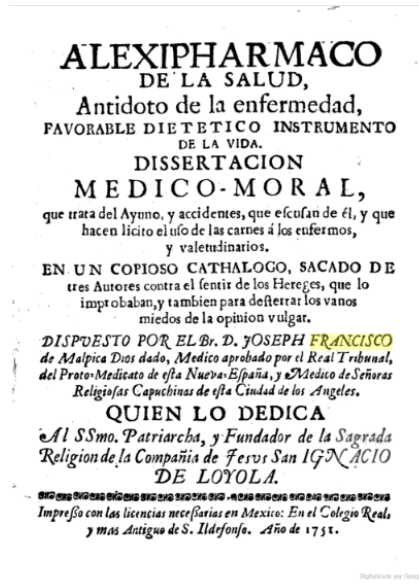 ALEXIPHARMACO
DE LA SALUD,
Antidoto de la enfermedad,
FAVORABLE DIETETICO INSTRUMENTO
DE LA VIDA.
DISSERTACION
MEDICO-MORAL,
que trata del Ayuno, y accidentes, que eſcuſan de él, y que
hacen licito el uſo de las carnes á los enfermos,
y valetudinarios.
EN UN COPIOSO CATHALOGO, SACADO DE
tres Autores contra el ſentir de los Hereges, que lo
improbaban, y tambien para deſterrar los vanos
miedos de la opinion vulgar.
DISPVESTO POR EL Br. D. JOSEPH FRANCISCO
de Malpica Dios dado, Medico aprobado por el Real Tribunal,
del Proto-Medicato de eſta Nueva-Eſpaña, y Medico de Señoras
Religioſas Capuchinas de eſta Ciudad de los Angeles.
QUIEN LO DEDICA
Al SSmo. Patriarcha, y Fundador de la Sagrada
Religion de la Compañia de Jesvs San IGNACIO
DE LOYOLA.
Impreſſo con las licencias neceſſarias en Mexico: En el Colegio Real,
y mas Antiguo de S. Ildefonſo. Año de 1751.
Digitalizado por Goog